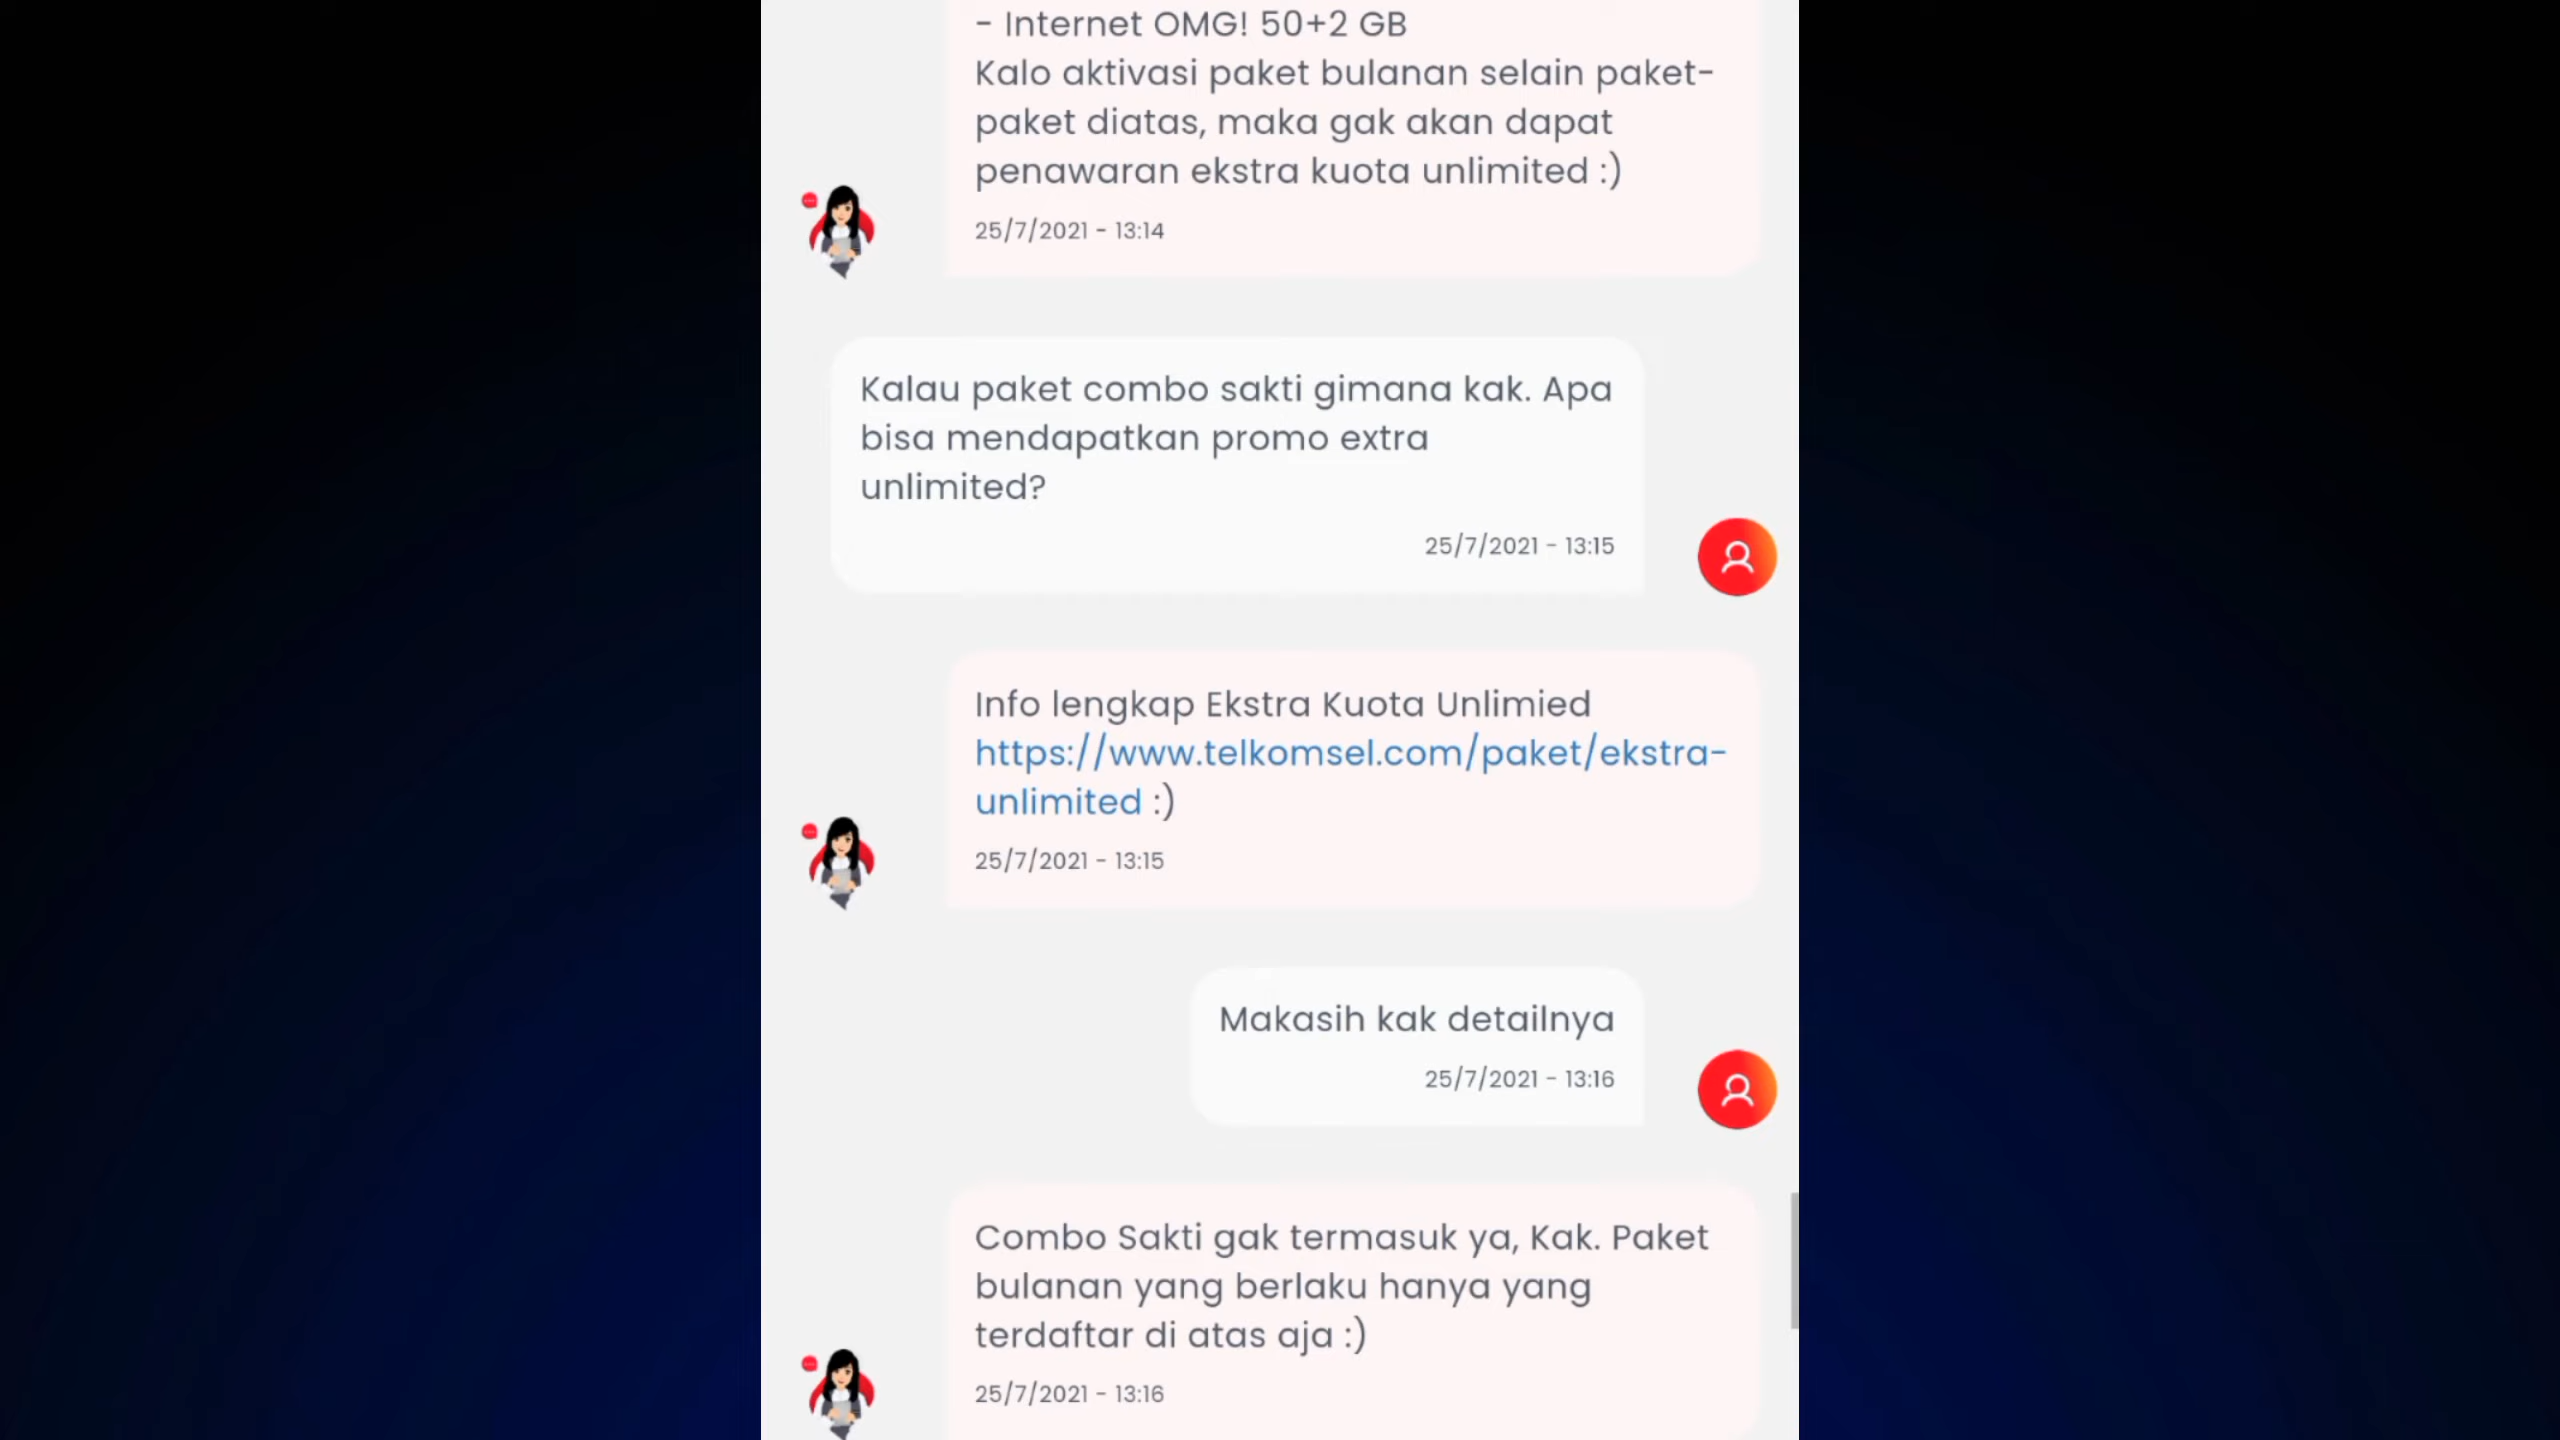 - Internet OMG! 50+2 GB
Kalo aktivasi paket bulanan selain paket-
paket diatas, maka gak akan dapat
penawaran ekstra kuota unlimited :)
25/7/2021 - 13:14
Kalau paket combo sakti gimana kak. Apa
bisa mendapatkan promo extra
unlimited?
25/7/2021 - 13:15
Info lengkap Ekstra Kuota Unlimied
https://www.telkomsel.com/paket/ekstra-
unlimited :)
25/7/2021 - 13:15
Makasih kak detailnya
25/7/2021 - 13:16
Combo Sakti gak termasuk ya, Kak. Paket
bulanan yang berlaku hanya yang
terdaftar di atas aja :)
25/7/2021 - 13:16